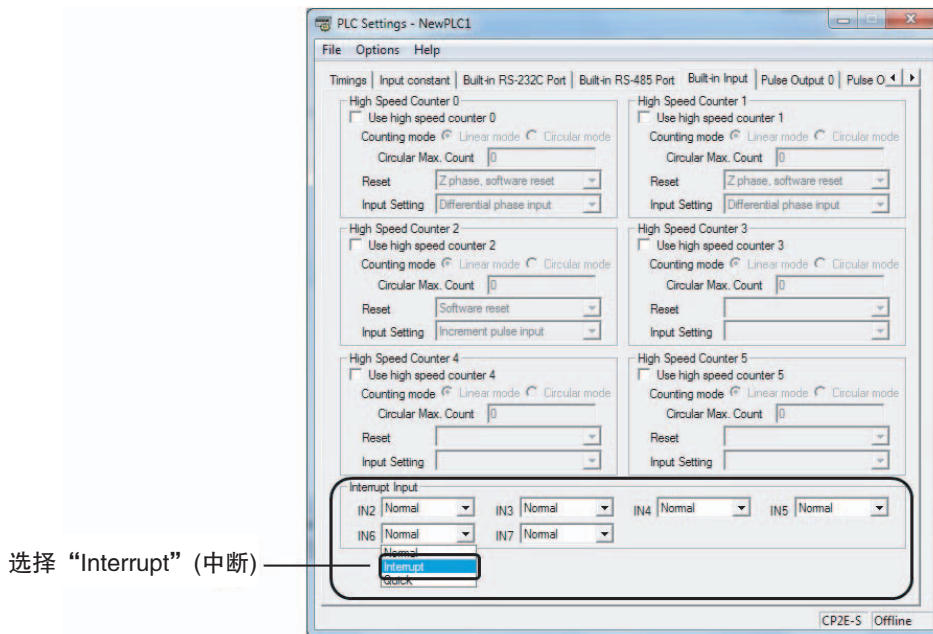 PLC Settings - NewPLC1
File Options Help
Timings Input constant Built-in RS-232C Port Built-in RS-485 Port Built-in Input Pulse Output 0 Pulse O
High Speed Counter 0
Use high speed counter 0
Counting mode Linear mode Circular mode
Circular Max. Count 0
Reset Z phase, software reset
Input Setting Differential phase input
High Speed Counter 1
Use high speed counter 1
Counting mode Linear mode Circular mode
Circular Max. Count 0
Reset Z phase, software reset
Input Setting Differential phase input
High Speed Counter 2
Use high speed counter 2
Counting mode Linear mode Circular mode
Circular Max. Count 0
Reset Software reset
Input Setting Increment pulse input
High Speed Counter 3
Use high speed counter 3
Counting mode Linear mode Circular mode
Circular Max. Count 0
Reset
Input Setting
High Speed Counter 4
Use high speed counter 4
Counting mode Linear mode Circular mode
Circular Max. Count 0
Reset
Input Setting
High Speed Counter 5
Use high speed counter 5
Counting mode Linear mode Circular mode
Circular Max. Count 0
Reset
Input Setting
Interrupt Input
IN2 Normal IN3 Normal IN4 Normal IN5 Normal
IN6 Normal IN7 Normal
Normal
Interrupt
Quick
选择“Interrupt”(中断)
CP2E-S Offline